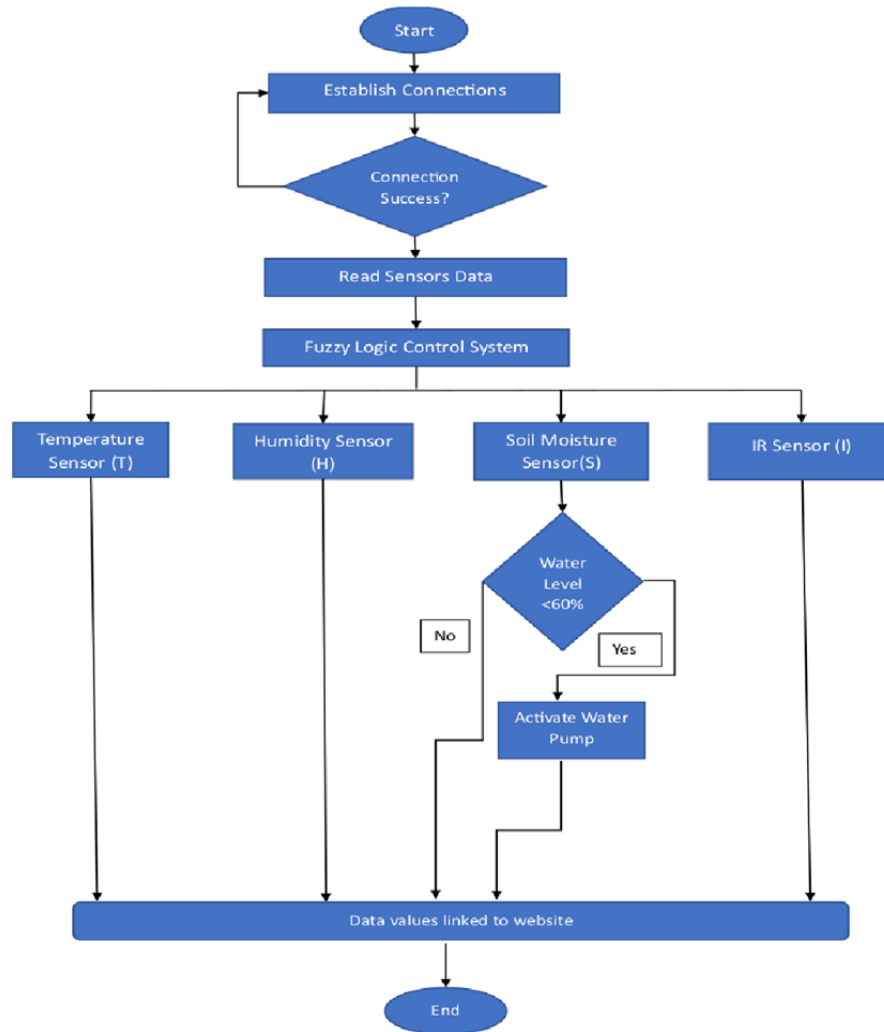 Start
Establish Connections
Connection
Success?
Read Sensors Data
Fuzzy Logic Control System
Temperature
Sensor (T)
Humidity Sensor
(H)
Soil Moisture
Sensor(S)
IR Sensor (I)
Water
Level
<60%
No
Yes
Activate Water
Pump
Data values linked to website
End